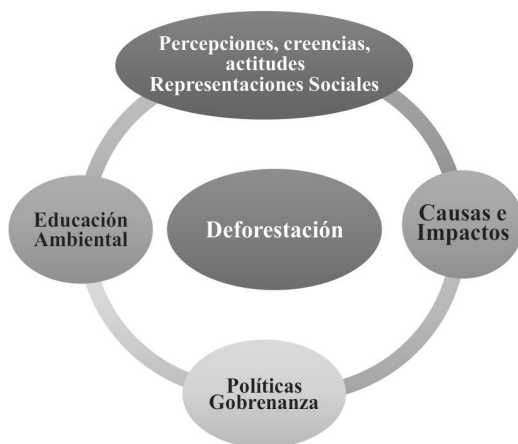 Percepciones, creencias,
actitudes
Representaciones Sociales
Educación
Ambiental
Deforestación
Causas e
Impactos
Políticas
Gobrenanza